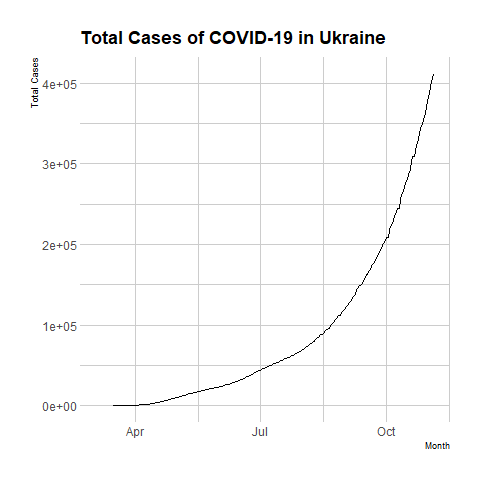 Total Cases of COVID-19 in Ukraine
Total Cases
4e+05
3e+05
2e+05
1e+05
0e+00
Apr Jul Oct
Month